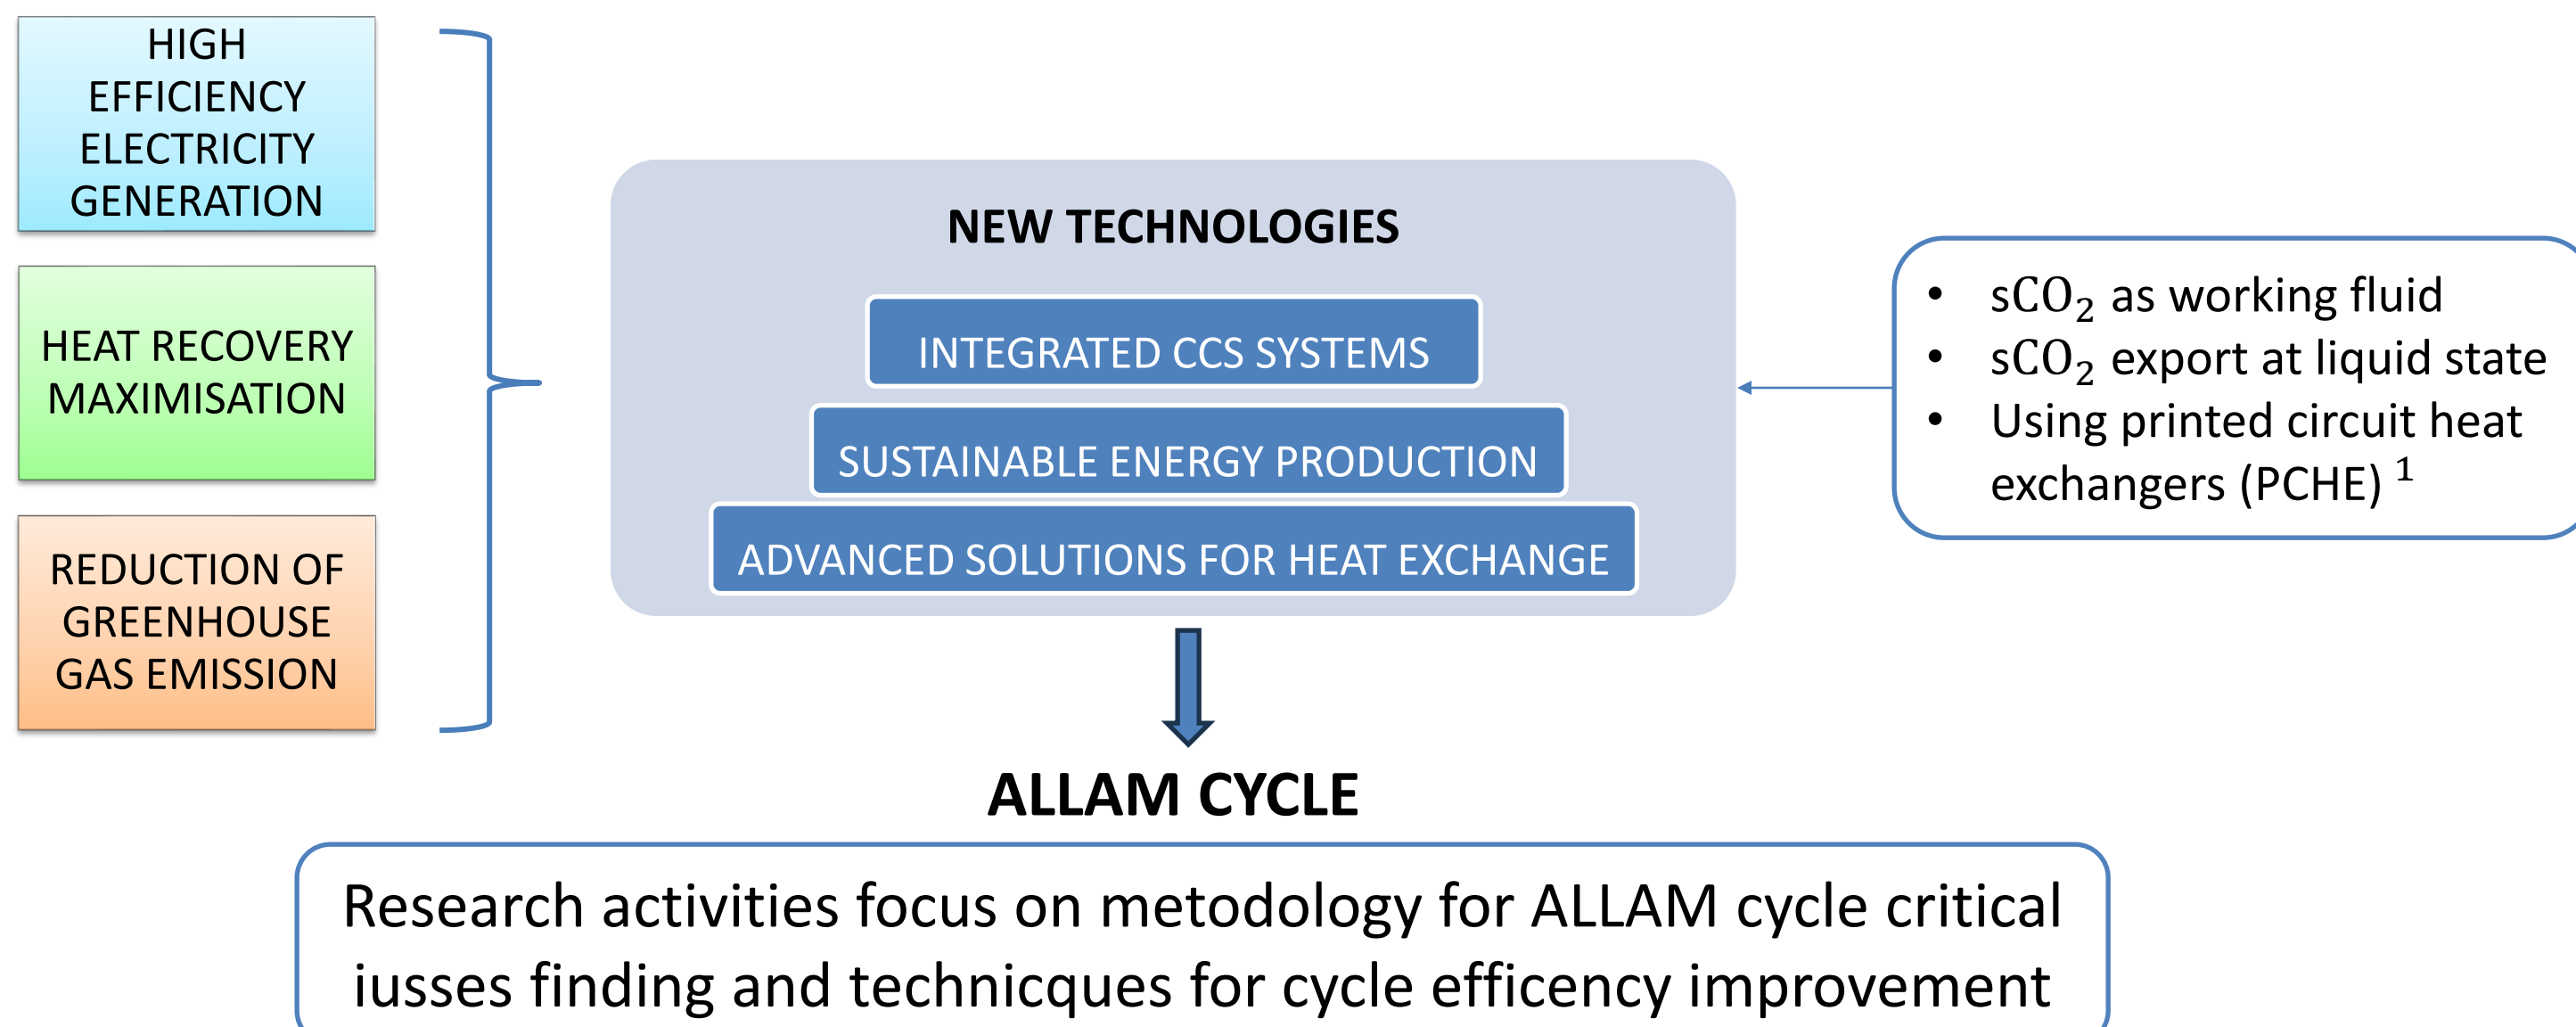 HIGH
EFFICIENCY
ELECTRICITY
GENERATION
HEAT RECOVERY
MAXIMISATION
REDUCTION OF
GREENHOUSE
GAS EMISSION
NEW TECHNOLOGIES
INTEGRATED CCS SYSTEMS
SUSTAINABLE ENERGY PRODUCTION
ADVANCED SOLUTIONS FOR HEAT EXCHANGE
• sCO₂ as working fluid
• sCO₂ export at liquid state
• Using printed circuit heat
exchangers (PCHE) ¹
ALLAM CYCLE
Research activities focus on metodology for ALLAM cycle critical
iusses finding and technicques for cycle efficency improvement